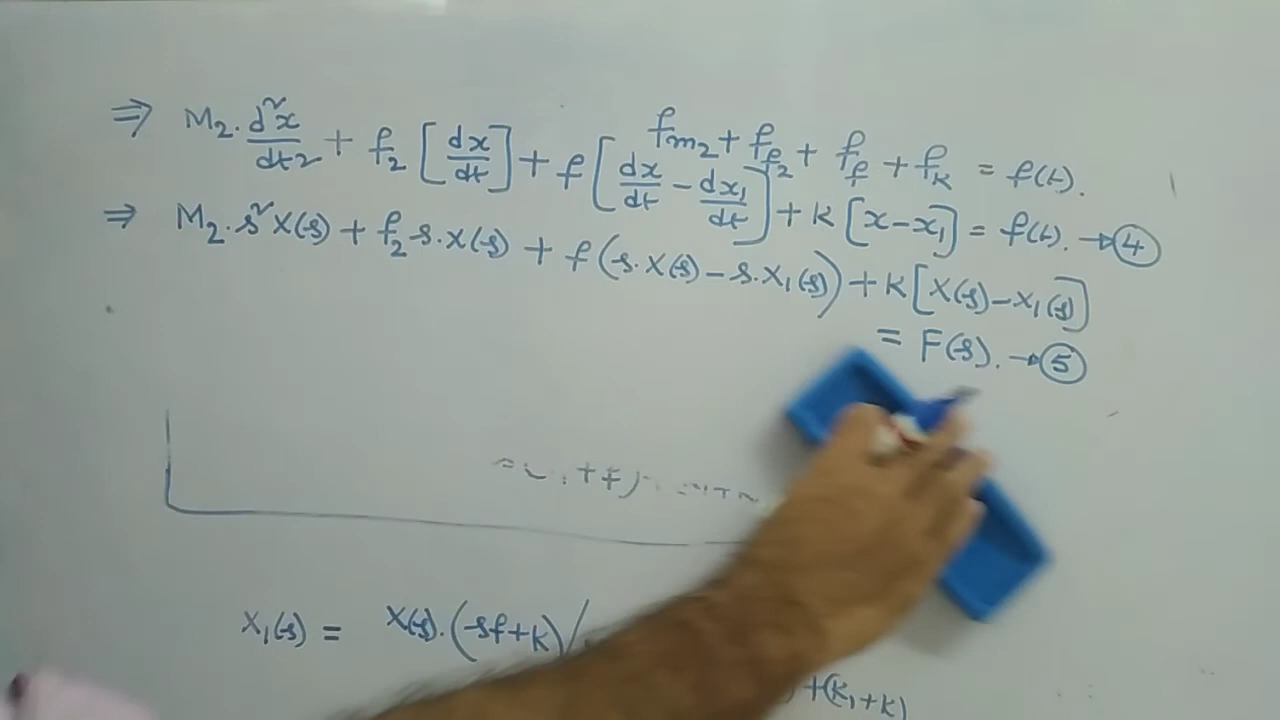 f_m2 + f_f2 + f_f + f_k = f(t).
⇒ M₂. d²x/dt² + f₂ [dx/dt] + f [dx/dt − dx₁/dt] + K [x − x₁] = f(t). → ④
⇒ M₂. s² X(s) + f₂ s. X(s) + f (s. X(s) − s. X₁(s)) + K [X(s) − X₁(s)]
= F(s). → ⑤
X₁(s) = X(s). (sf + K) /
+ (K₁ + K)